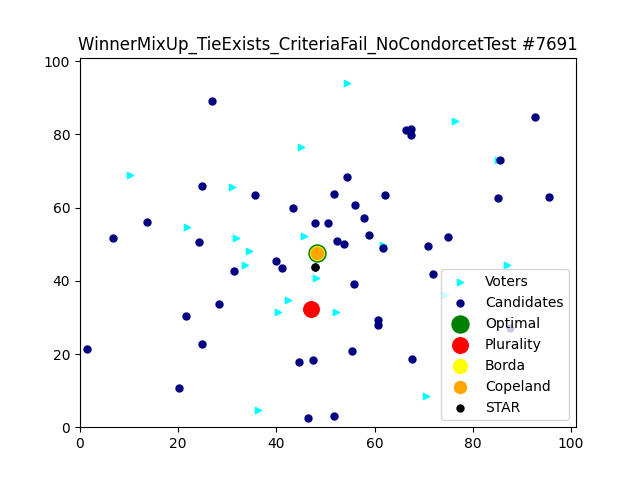 WinnerMixUp_TieExists_CriteriaFail_NoCondorcetTest #7691
100
80
60
40
20
0
Voters
Candidates
Optimal
Plurality
Borda
Copeland
STAR
0 20 40 60 80 100